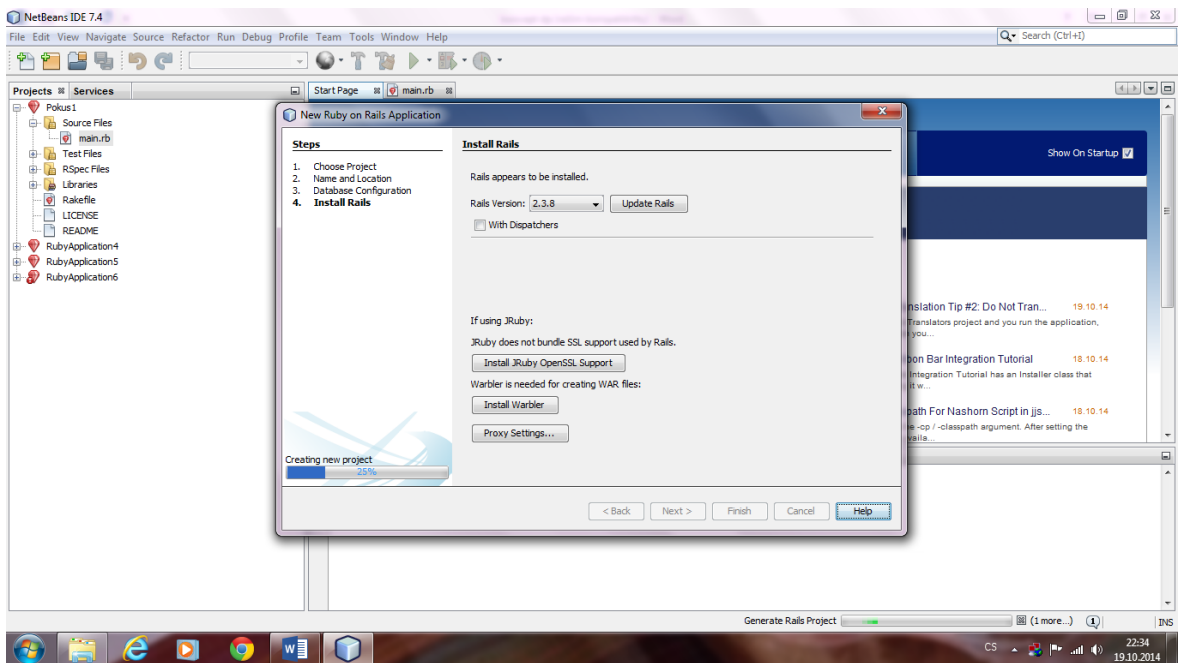 NetBeans IDE 7.4
File Edit View Navigate Source Refactor Run Debug Profile Team Tools Window Help
Search (Ctrl+I)
Projects Services
Start Page main.rb
Pokus1
Source Files
main.rb
Test Files
RSpec Files
Libraries
Rakefile
LICENSE
README
RubyApplication4
RubyApplication5
RubyApplication6
New Ruby on Rails Application
Steps
1. Choose Project
2. Name and Location
3. Database Configuration
4. Install Rails
Creating new project
25%
Install Rails
Rails appears to be installed.
Rails Version: 2.3.8 Update Rails
With Dispatchers
If using JRuby:
JRuby does not bundle SSL support used by Rails.
Install JRuby OpenSSL Support
Warbler is needed for creating WAR files:
Install Warbler
Proxy Settings...
< Back Next > Finish Cancel Help
Show On Startup
nslation Tip #2: Do Not Tran... 19.10.14
Translators project and you run the application,
you...
bon Bar Integration Tutorial 18.10.14
Integration Tutorial has an Installer class that
it w...
path For Nashorn Script in jjs... 18.10.14
e -cp / -classpath argument. After setting the
vaila...
Generate Rails Project (1 more...) 1 INS
CS 22:34
19.10.2014